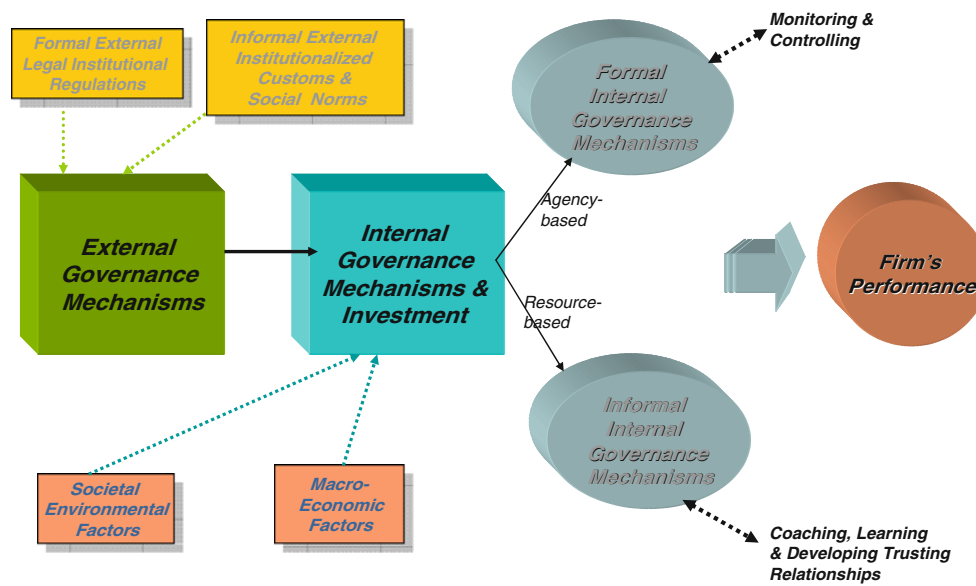 Formal External
Legal Institutional
Regulations
Informal External
Institutionalized
Customs &
Social Norms
Monitoring &
Controlling
Formal
Internal
Governance
Mechanisms
External
Governance
Mechanisms
Internal
Governance
Mechanisms &
Investment
Agency-
based
Resource-
based
Firm's
Performance
Informal
Internal
Governance
Mechanisms
Societal
Environmental
Factors
Macro-
Economic
Factors
Coaching, Learning
& Developing Trusting
Relationships